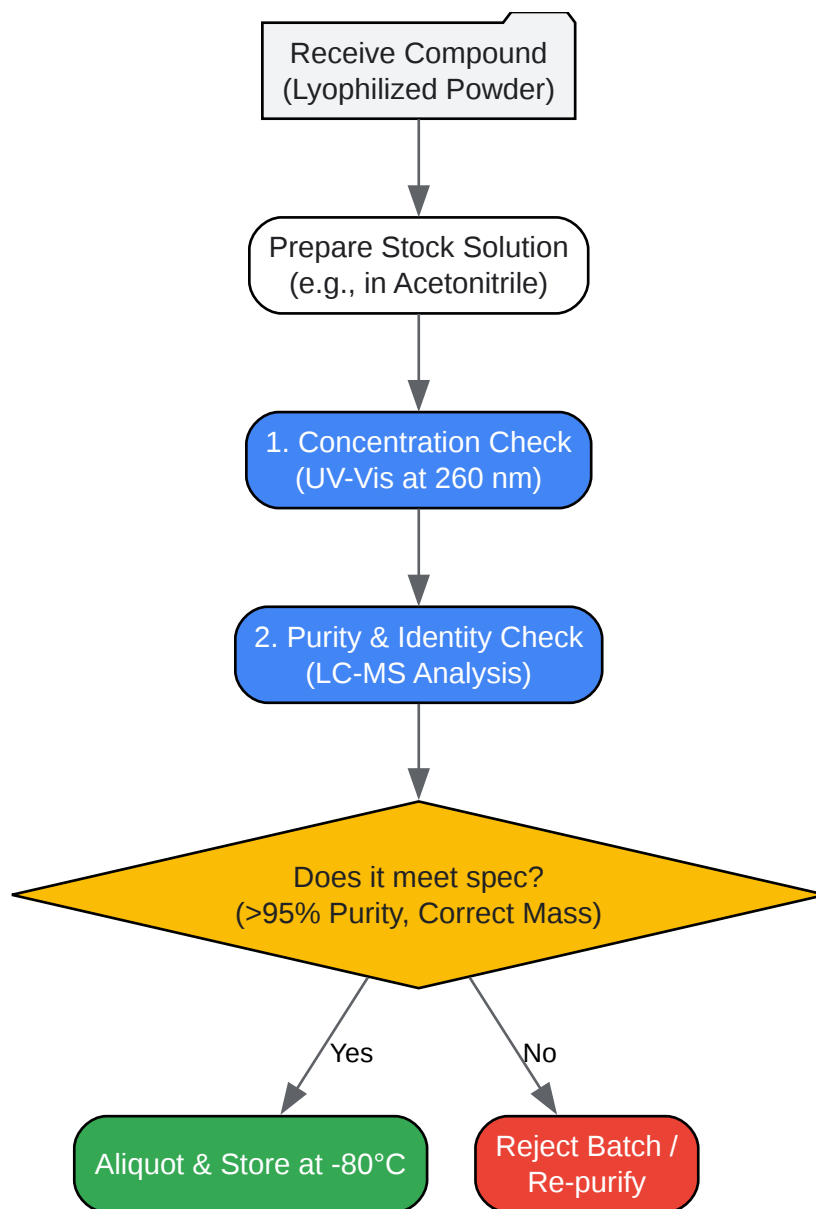 Receive Compound
(Lyophilized Powder)
Prepare Stock Solution
(e.g., in Acetonitrile)
1. Concentration Check
(UV-Vis at 260 nm)
2. Purity & Identity Check
(LC-MS Analysis)
Does it meet spec?
(>95% Purity, Correct Mass)
Yes
No
Aliquot & Store at -80°C
Reject Batch /
Re-purify